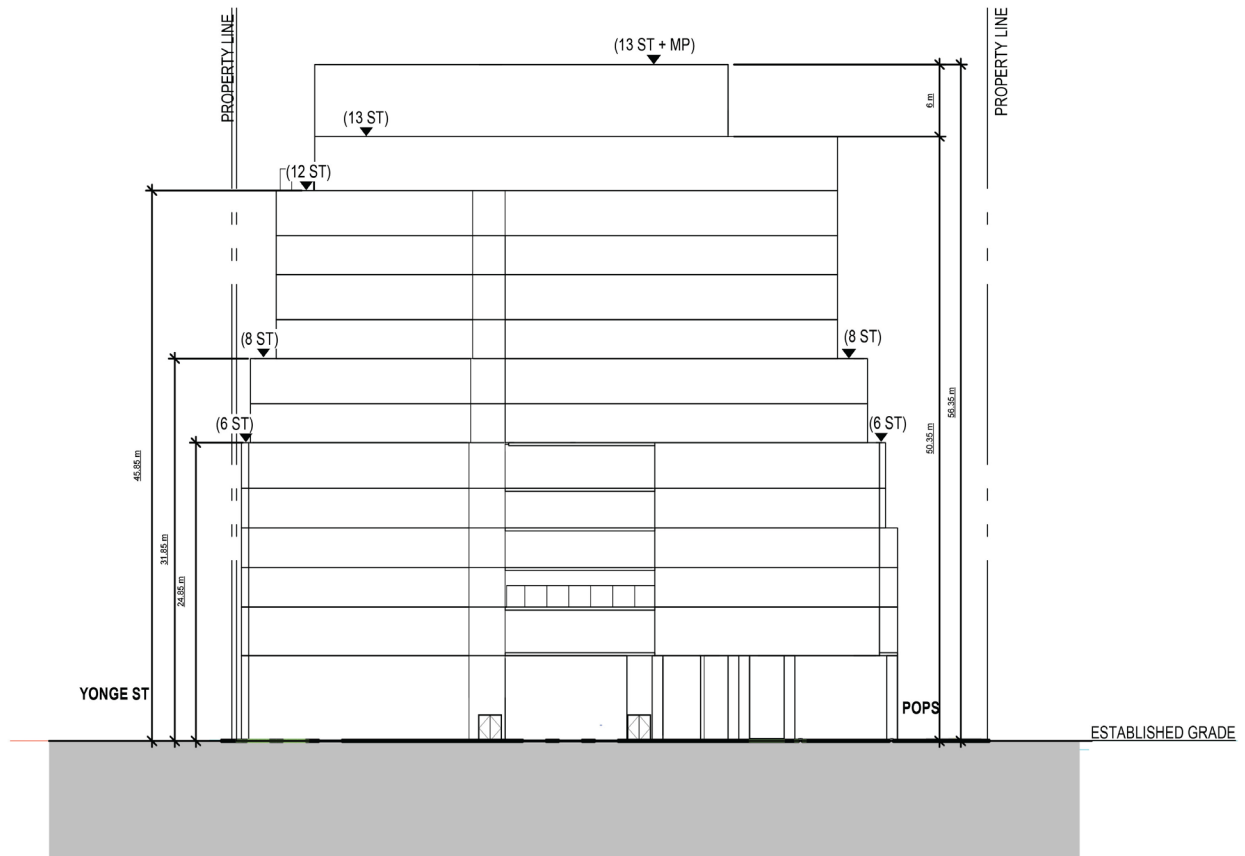 PROPERTY LINE
PROPERTY LINE
(13 ST + MP)
6 m
(13 ST)
(12 ST)
(8 ST)
(8 ST)
(6 ST)
(6 ST)
56.35 m
50.35 m
45.85 m
31.85 m
24.85 m
YONGE ST
POPS
ESTABLISHED GRADE